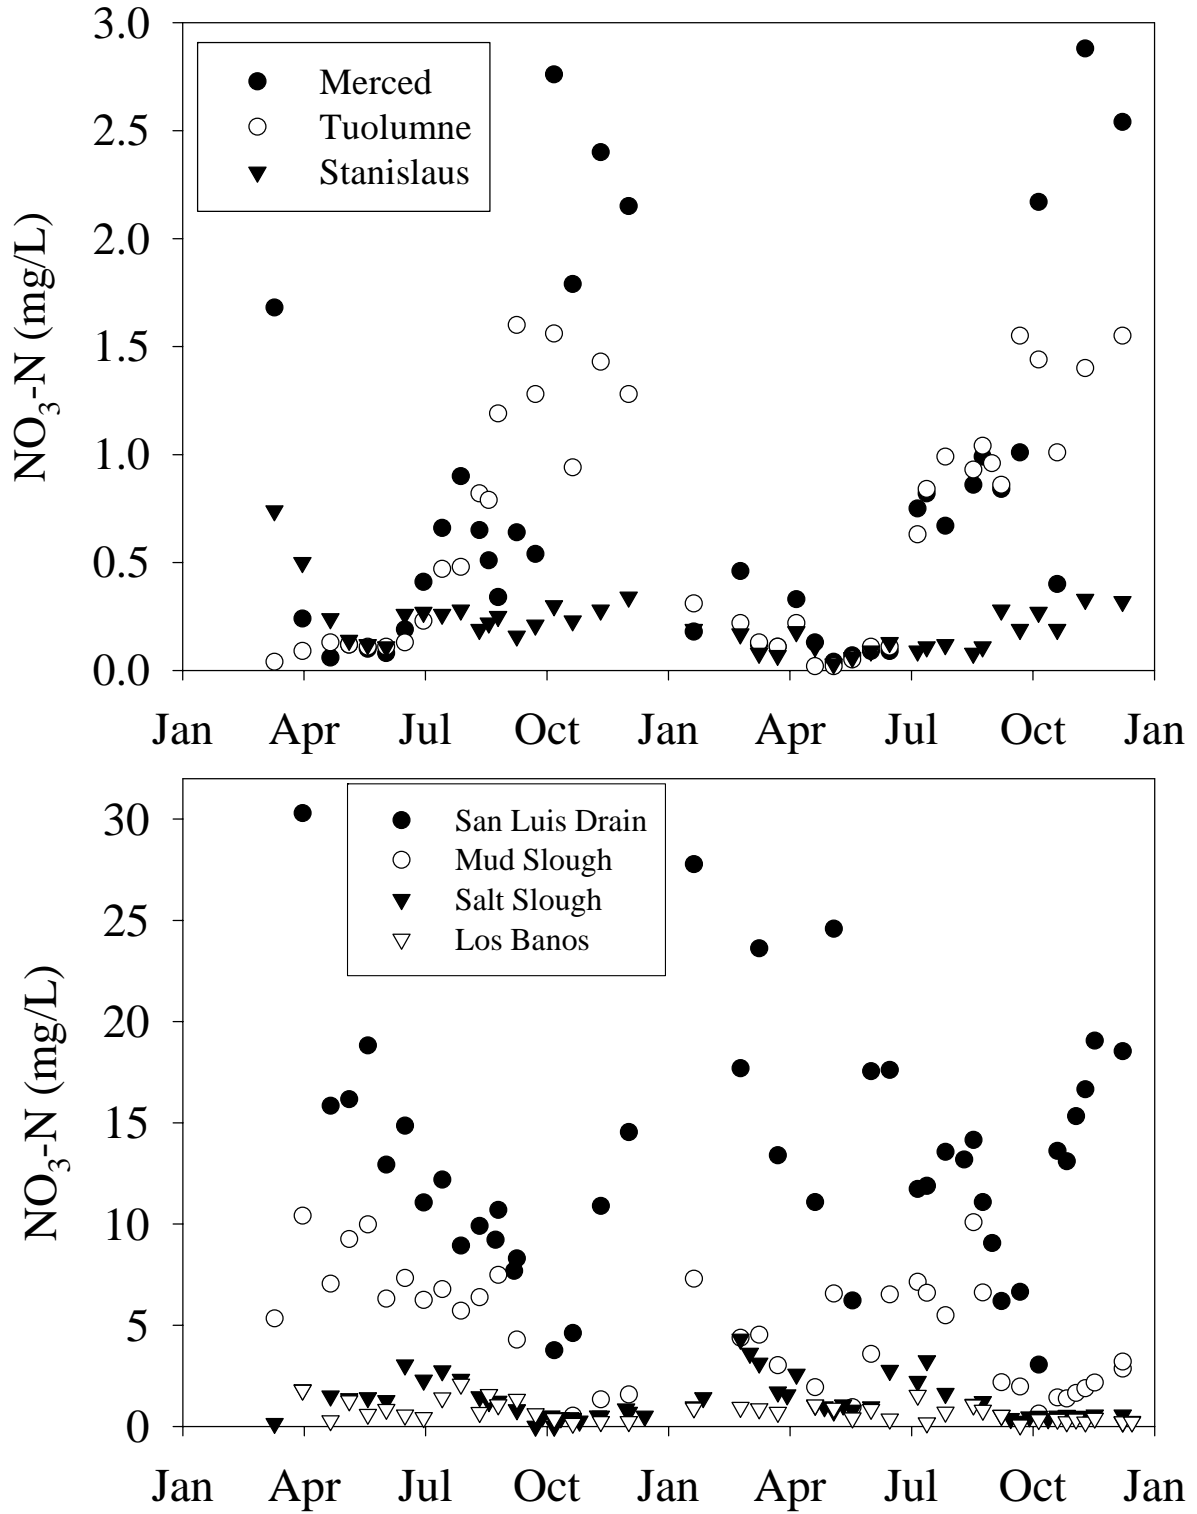 3.0
2.5
2.0
1.5
1.0
0.5
0.0
NO3-N (mg/L)
Merced
Tuolumne
Stanislaus
Jan Apr Jul Oct Jan Apr Jul Oct Jan
30
25
20
15
10
5
0
NO3-N (mg/L)
San Luis Drain
Mud Slough
Salt Slough
Los Banos
Jan Apr Jul Oct Jan Apr Jul Oct Jan